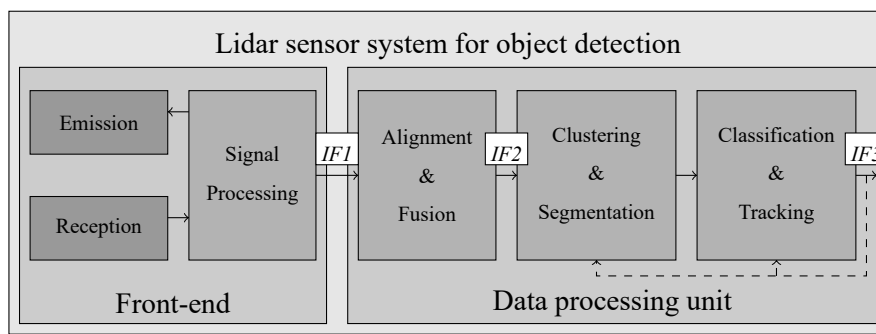 Lidar sensor system for object detection
Emission
Reception
Signal
Processing
IF1
Alignment
&
Fusion
IF2
Clustering
&
Segmentation
Classification
&
Tracking
IF3
Front-end
Data processing unit